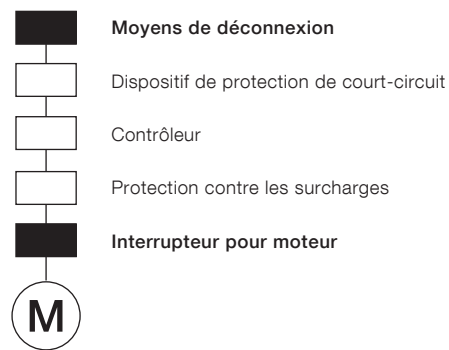 Moyens de déconnexion
Dispositif de protection de court-circuit
Contrôleur
Protection contre les surcharges
Interrupteur pour moteur
M